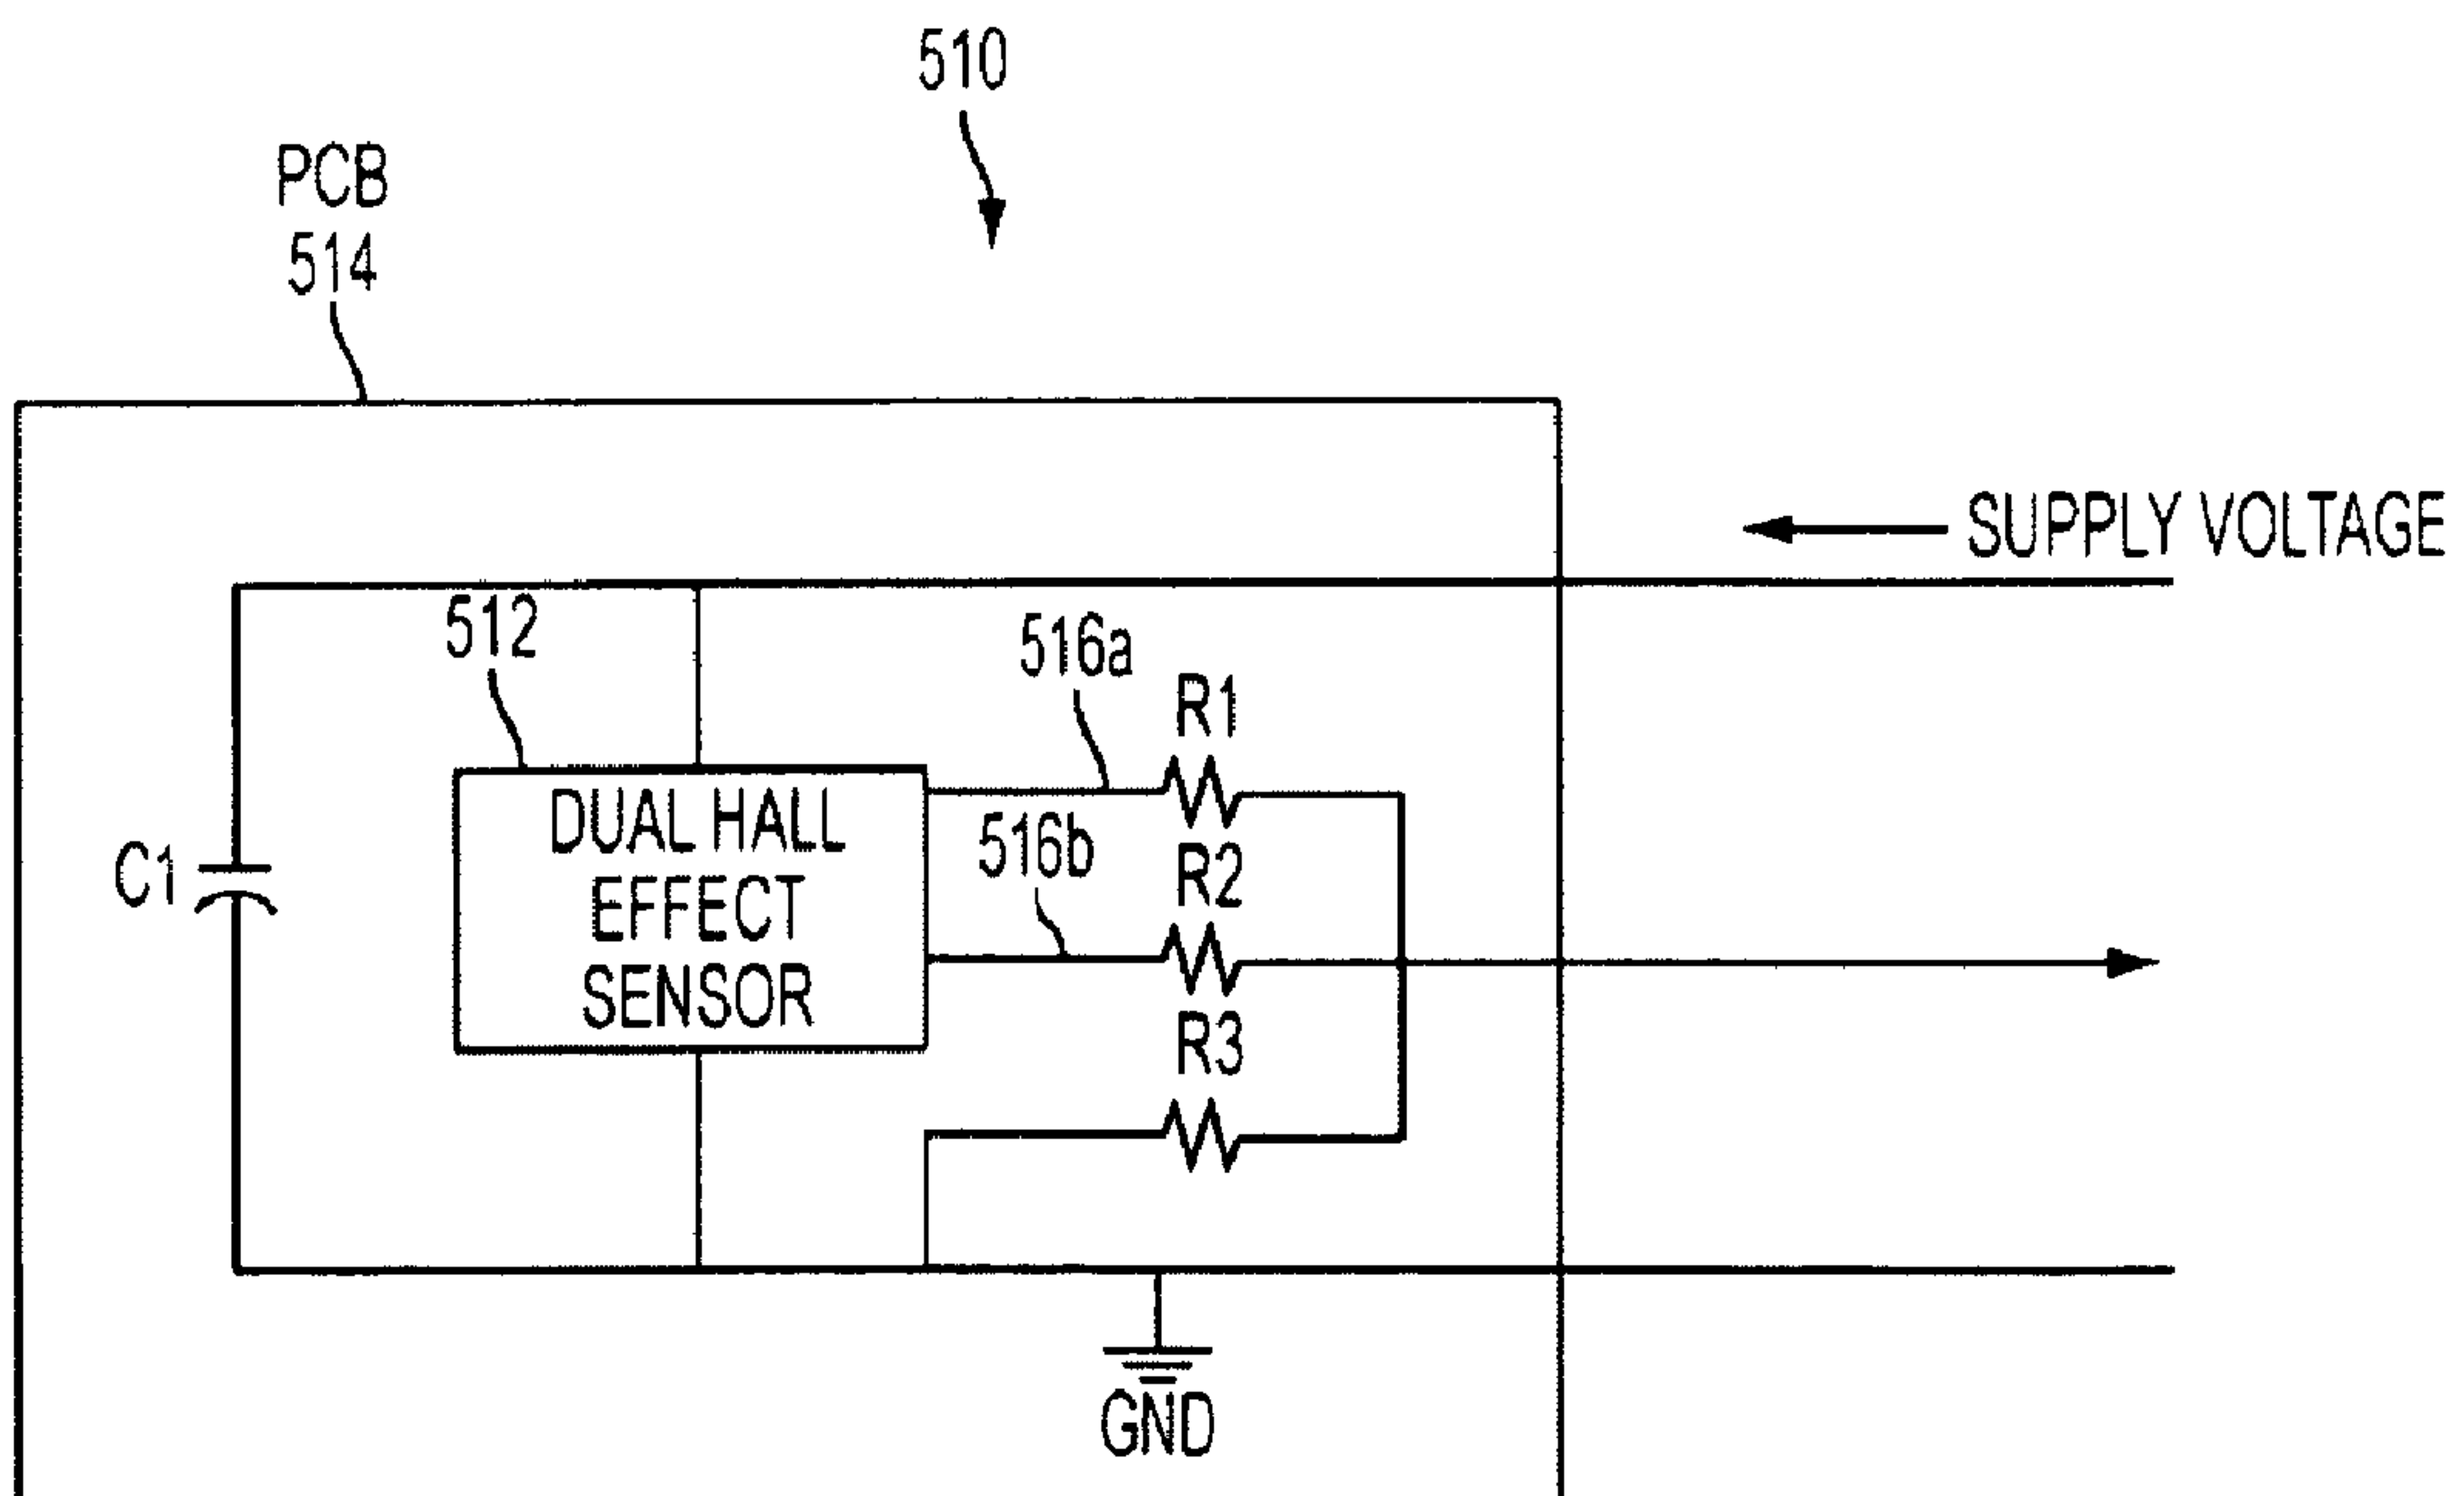 510
PCB
514
SUPPLY VOLTAGE
512
516a
R1
DUAL HALL
EFFECT
SENSOR
516b
R2
C1
R3
GND